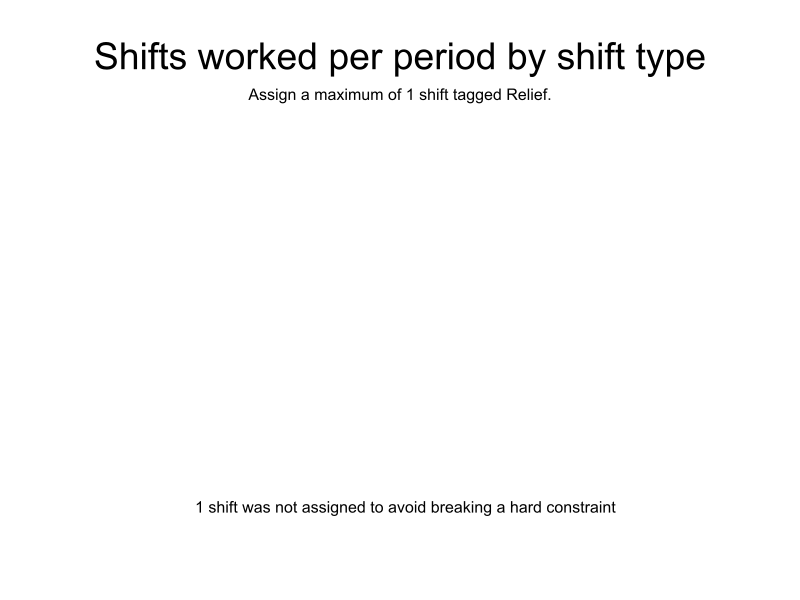 Shifts worked per period by shift type
Assign a maximum of 1 shift tagged Relief.
1 shift was not assigned to avoid breaking a hard constraint